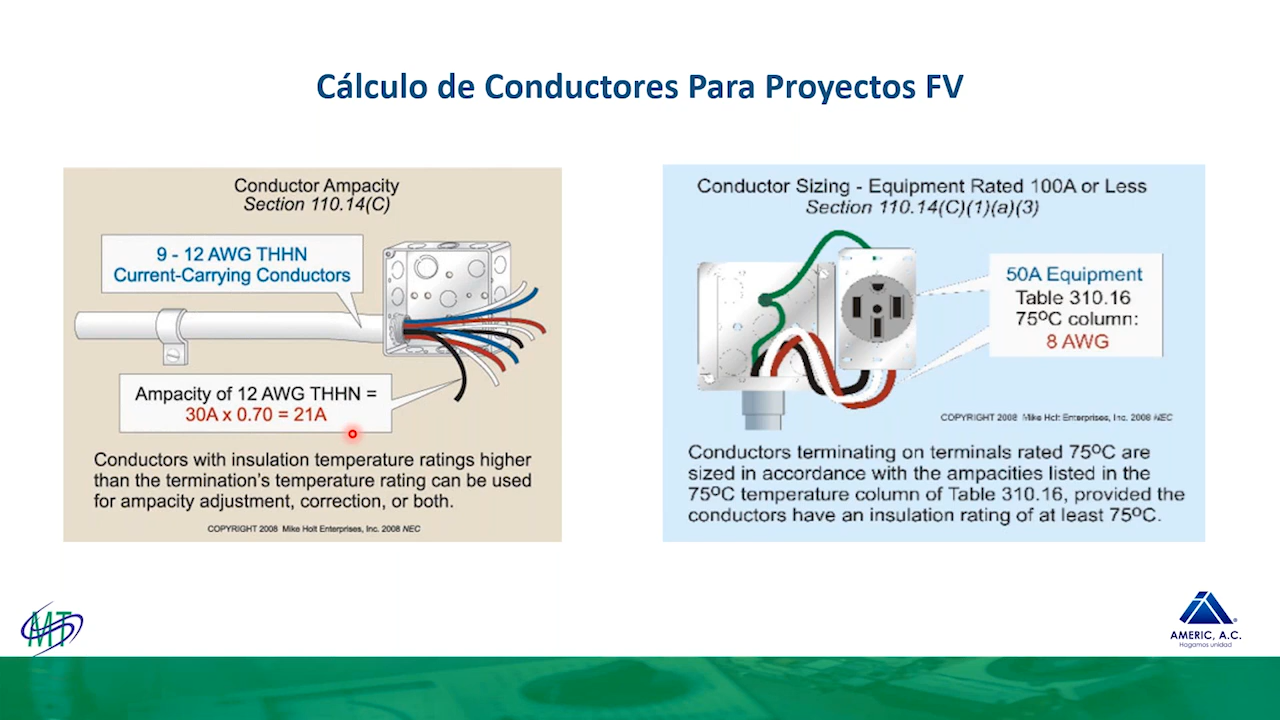 Cálculo de Conductores Para Proyectos FV
Conductor Ampacity
Section 110.14(C)
9 - 12 AWG THHN
Current-Carrying Conductors
Ampacity of 12 AWG THHN =
30A x 0.70 = 21A
Conductors with insulation temperature ratings higher
than the termination's temperature rating can be used
for ampacity adjustment, correction, or both.
COPYRIGHT 2008 Mike Holt Enterprises, Inc. 2008 NEC
Conductor Sizing - Equipment Rated 100A or Less
Section 110.14(C)(1)(a)(3)
50A Equipment
Table 310.16
75ºC column:
8 AWG
COPYRIGHT 2008 Mike Holt Enterprises, Inc. 2008 NEC
Conductors terminating on terminals rated 75ºC are
sized in accordance with the ampacities listed in the
75ºC temperature column of Table 310.16, provided the
conductors have an insulation rating of at least 75ºC.
MT
AMERIC, A.C.
Hagamos unidad